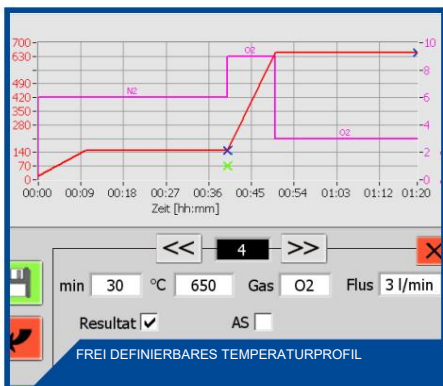 700
630
490
420
350
280
140
70
0
10
8
6
4
2
0
N2
O2
O2
00:00 00:09 00:18 00:27 00:36 00:45 00:54 01:03 01:12 01:20
Zeit [hh:mm]
<< 4 >>
min 30 °C 650 Gas O2 Flus 3 l/min
Resultat AS
FREI DEFINIERBARES TEMPERATURPROFIL